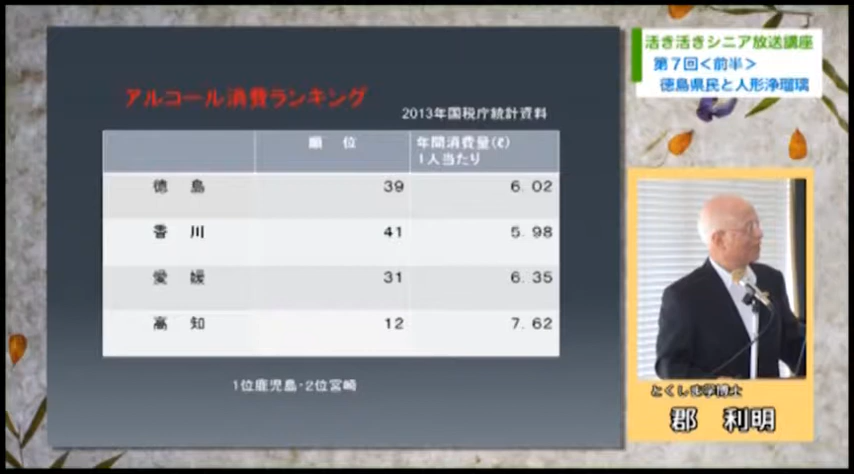 活き活きシニア放送講座
第7回<前半>
徳島県民と人形浄瑠璃
アルコール消費ランキング
2013年国税庁統計資料
順 位
年間消費量(ℓ)
1人当たり
徳 島 39 6.02
香 川 41 5.98
愛 媛 31 6.35
高 知 12 7.62
1位鹿児島・2位宮崎
とくしま学博士
郡 利明